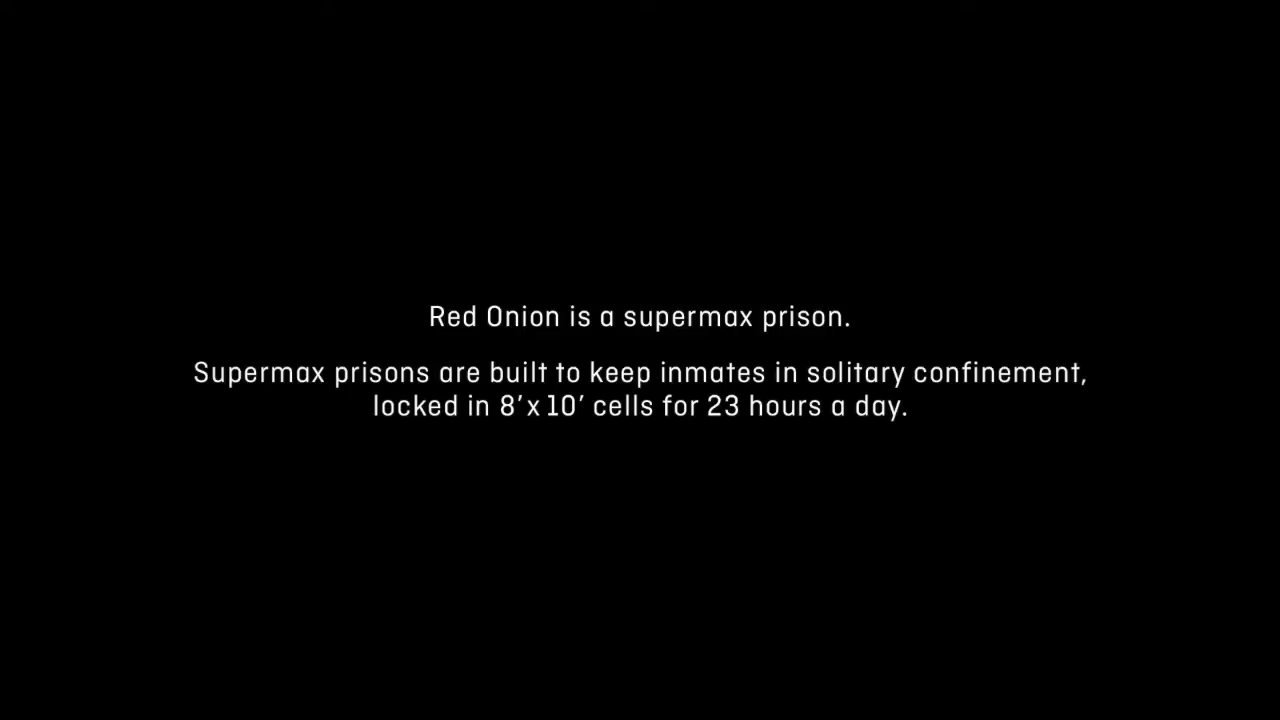 Red Onion is a supermax prison.
Supermax prisons are built to keep inmates in solitary confinement,
locked in 8’x 10’ cells for 23 hours a day.